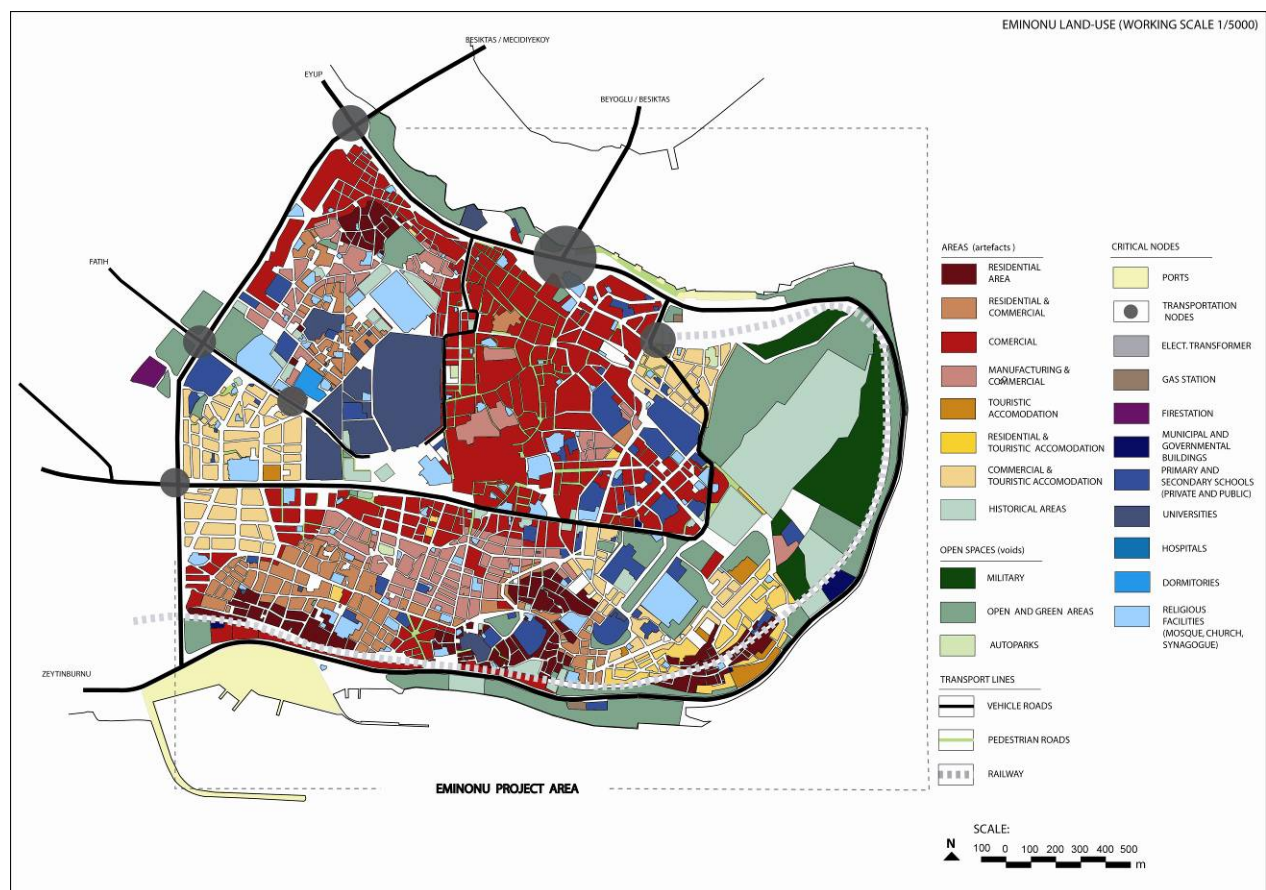 EMINONU LAND-USE (WORKING SCALE 1/5000)
BESIKTAS / MECIDIYEKOY
EYUP
BEYOGLU / BESIKTAS
FATIH
ZEYTINBURNU
EMINONU PROJECT AREA
AREAS (artefacts )
RESIDENTIAL
AREA
RESIDENTIAL &
COMMERCIAL
COMERCIAL
MANUFACTURING &
COMMERCIAL
TOURISTIC
ACCOMODATION
RESIDENTIAL &
TOURISTIC ACCOMODATION
COMMERCIAL &
TOURISTIC ACCOMODATION
HISTORICAL AREAS
OPEN SPACES (voids)
MILITARY
OPEN AND GREEN AREAS
AUTOPARKS
TRANSPORT LINES
VEHICLE ROADS
PEDESTRIAN ROADS
RAILWAY
CRITICAL NODES
PORTS
TRANSPORTATION
NODES
ELECT. TRANSFORMER
GAS STATION
FIRESTATION
MUNICIPAL AND
GOVERNMENTAL
BUILDINGS
PRIMARY AND
SECONDARY SCHOOLS
(PRIVATE AND PUBLIC)
UNIVERSITIES
HOSPITALS
DORMITORIES
RELIGIOUS
FACILITIES
(MOSQUE, CHURCH,
SYNAGOGUE)
SCALE:
N
100 0 100 200 300 400 500
m